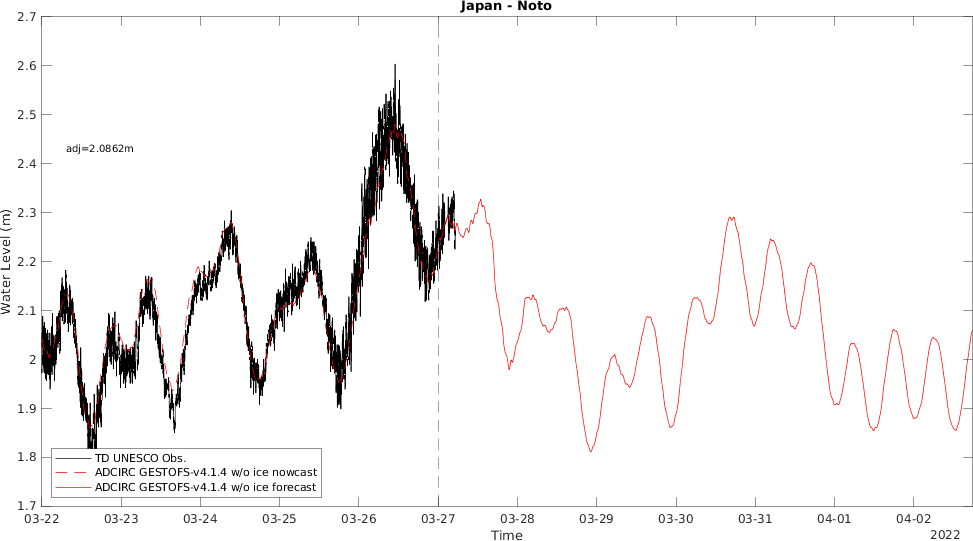 Japan - Noto
2.7
2.6
2.5
2.4
2.3
2.2
2.1
2
1.9
1.8
1.7
Water Level (m)
adj=2.0862m
TD UNESCO Obs.
ADCIRC GESTOFS-v4.1.4 w/o ice nowcast
ADCIRC GESTOFS-v4.1.4 w/o ice forecast
03-22 03-23 03-24 03-25 03-26 03-27 03-28 03-29 03-30 03-31 04-01 04-02
Time
2022